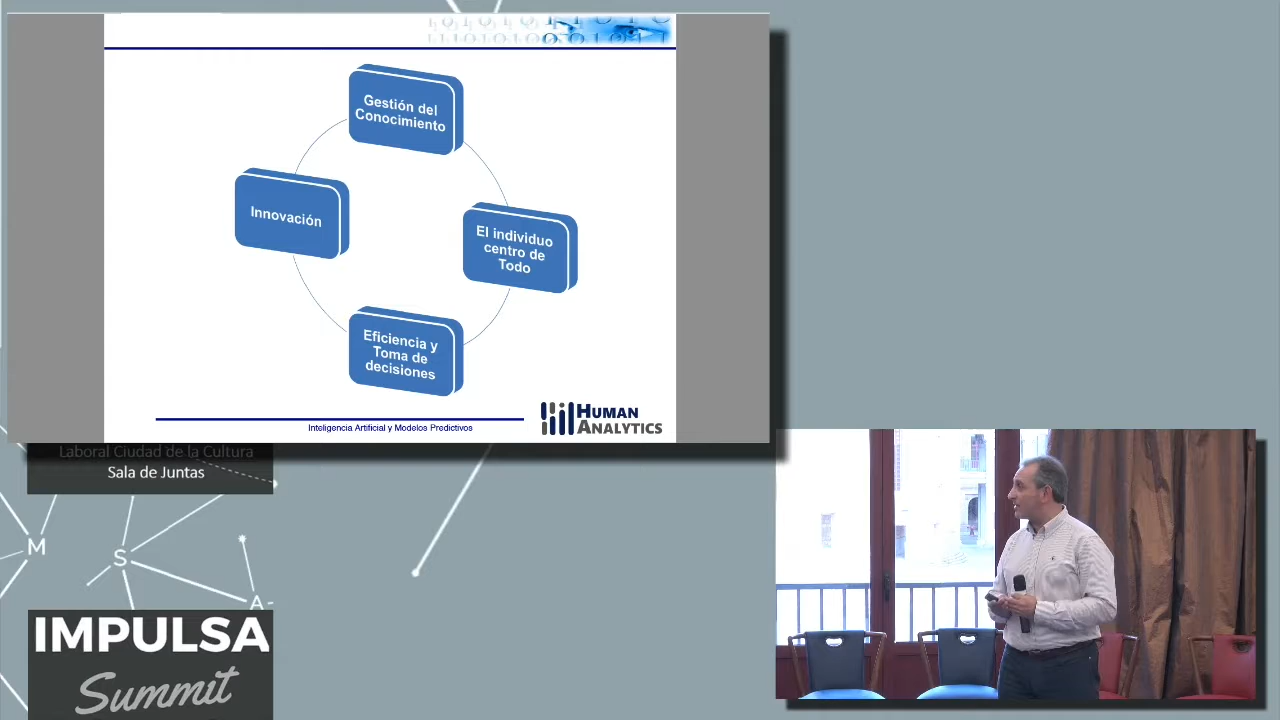 Gestión del
Conocimiento
Innovación
El individuo
centro de
Todo
Eficiencia y
Toma de
decisiones
Inteligencia Artificial y Modelos Predictivos
HUMAN
ANALYTICS
Laboral Ciudad de la Cultura
Sala de Juntas
M
S
A
IMPULSA
Summit